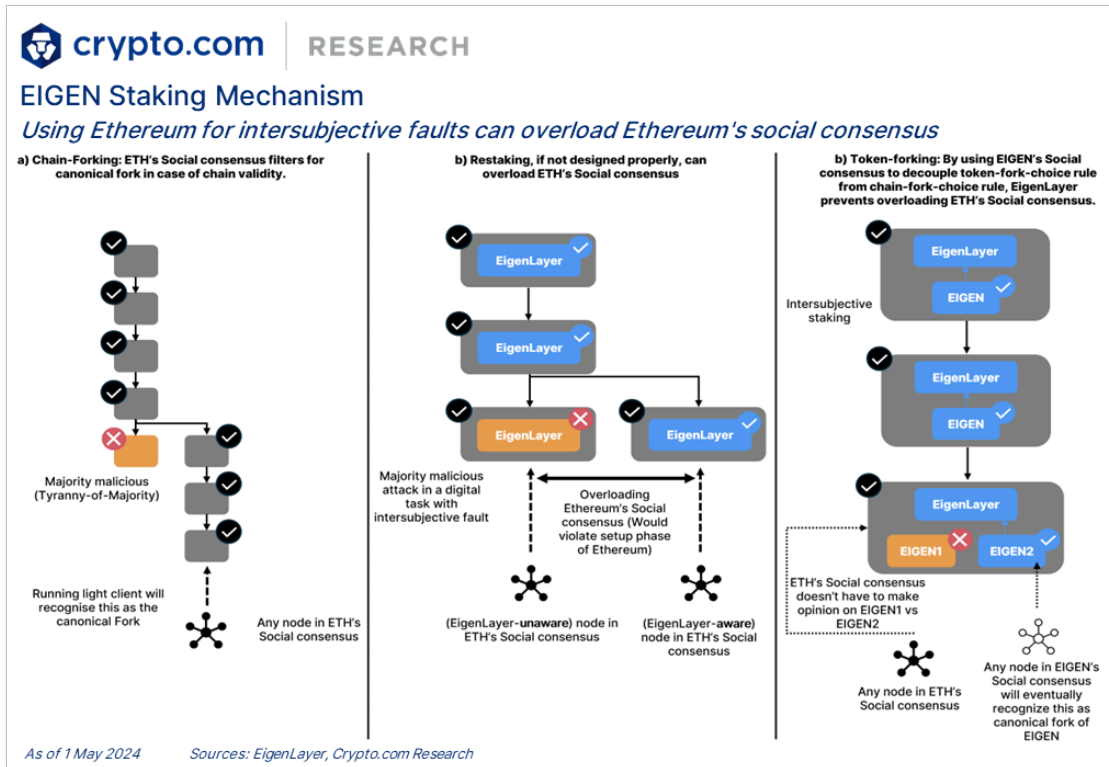 crypto.com RESEARCH
EIGEN Staking Mechanism
Using Ethereum for intersubjective faults can overload Ethereum's social consensus
a) Chain-Forking: ETH's Social consensus filters for
canonical fork in case of chain validity.
Majority malicious
(Tyranny-of-Majority)
Running light client will
recognise this as the
canonical Fork
Any node in ETH's
Social consensus
b) Restaking, if not designed properly, can
overload ETH's Social consensus
EigenLayer
EigenLayer
EigenLayer
EigenLayer
Majority malicious
attack in a digital
task with
intersubjective fault
Overloading
Ethereum's Social
consensus (Would
violate setup phase
of Ethereum)
(EigenLayer-unaware) node in
ETH's Social consensus
(EigenLayer-aware)
node in ETH's Social
consensus
b) Token-forking: By using EIGEN's Social
consensus to decouple token-fork-choice rule
from chain-fork-choice rule, EigenLayer
prevents overloading ETH's Social consensus.
EigenLayer
EIGEN
Intersubjective
staking
EigenLayer
EIGEN
EigenLayer
EIGEN1
EIGEN2
ETH's Social consensus
doesn't have to make
opinion on EIGEN1 vs
EIGEN2
Any node in ETH's
Social consensus
Any node in EIGEN's
Social consensus
will eventually
recognize this as
canonical fork of
EIGEN
As of 1 May 2024 Sources: EigenLayer, Crypto.com Research